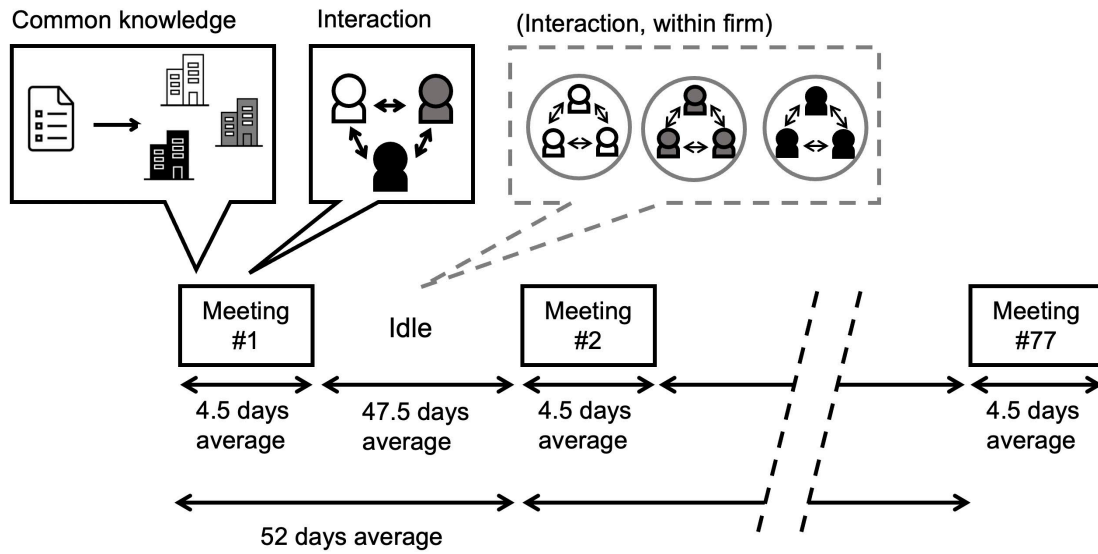 Common knowledge
Interaction
(Interaction, within firm)
Meeting
#1
Idle
Meeting
#2
Meeting
#77
4.5 days
average
47.5 days
average
4.5 days
average
4.5 days
average
52 days average